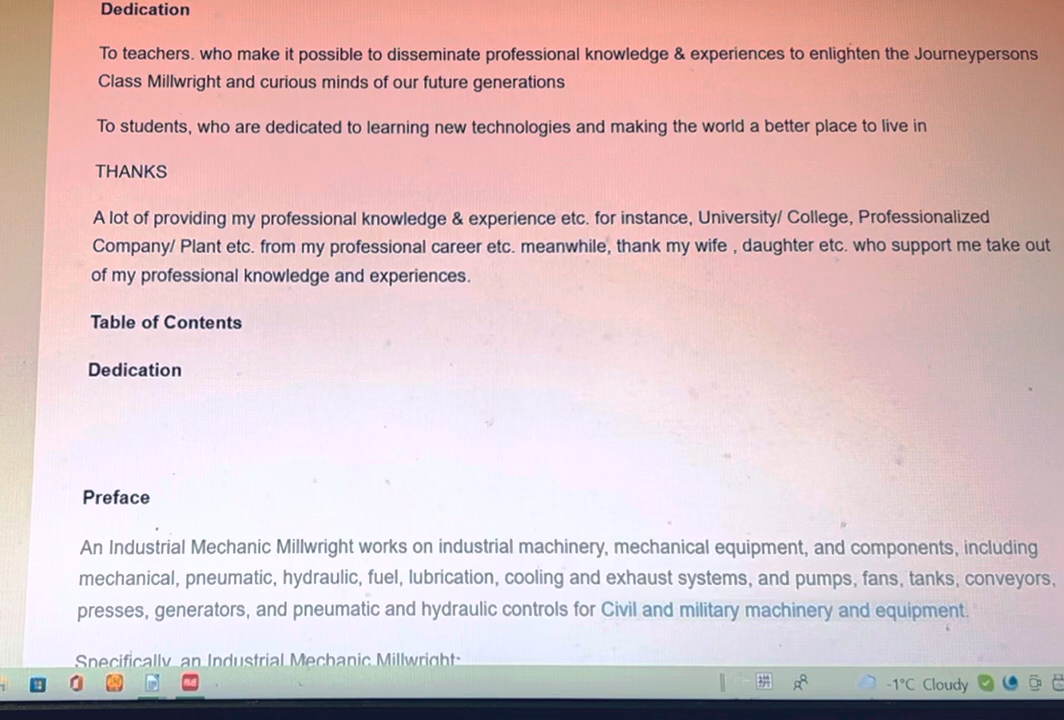 Dedication
To teachers. who make it possible to disseminate professional knowledge & experiences to enlighten the Journeypersons
Class Millwright and curious minds of our future generations
To students, who are dedicated to learning new technologies and making the world a better place to live in
THANKS
A lot of providing my professional knowledge & experience etc. for instance, University/ College, Professionalized
Company/ Plant etc. from my professional career etc. meanwhile, thank my wife , daughter etc. who support me take out
of my professional knowledge and experiences.
Table of Contents
Dedication
Preface
An Industrial Mechanic Millwright works on industrial machinery, mechanical equipment, and components, including
mechanical, pneumatic, hydraulic, fuel, lubrication, cooling and exhaust systems, and pumps, fans, tanks, conveyors,
presses, generators, and pneumatic and hydraulic controls for Civil and military machinery and equipment.
Specifically, an Industrial Mechanic Millwright:
拼 -1°C Cloudy